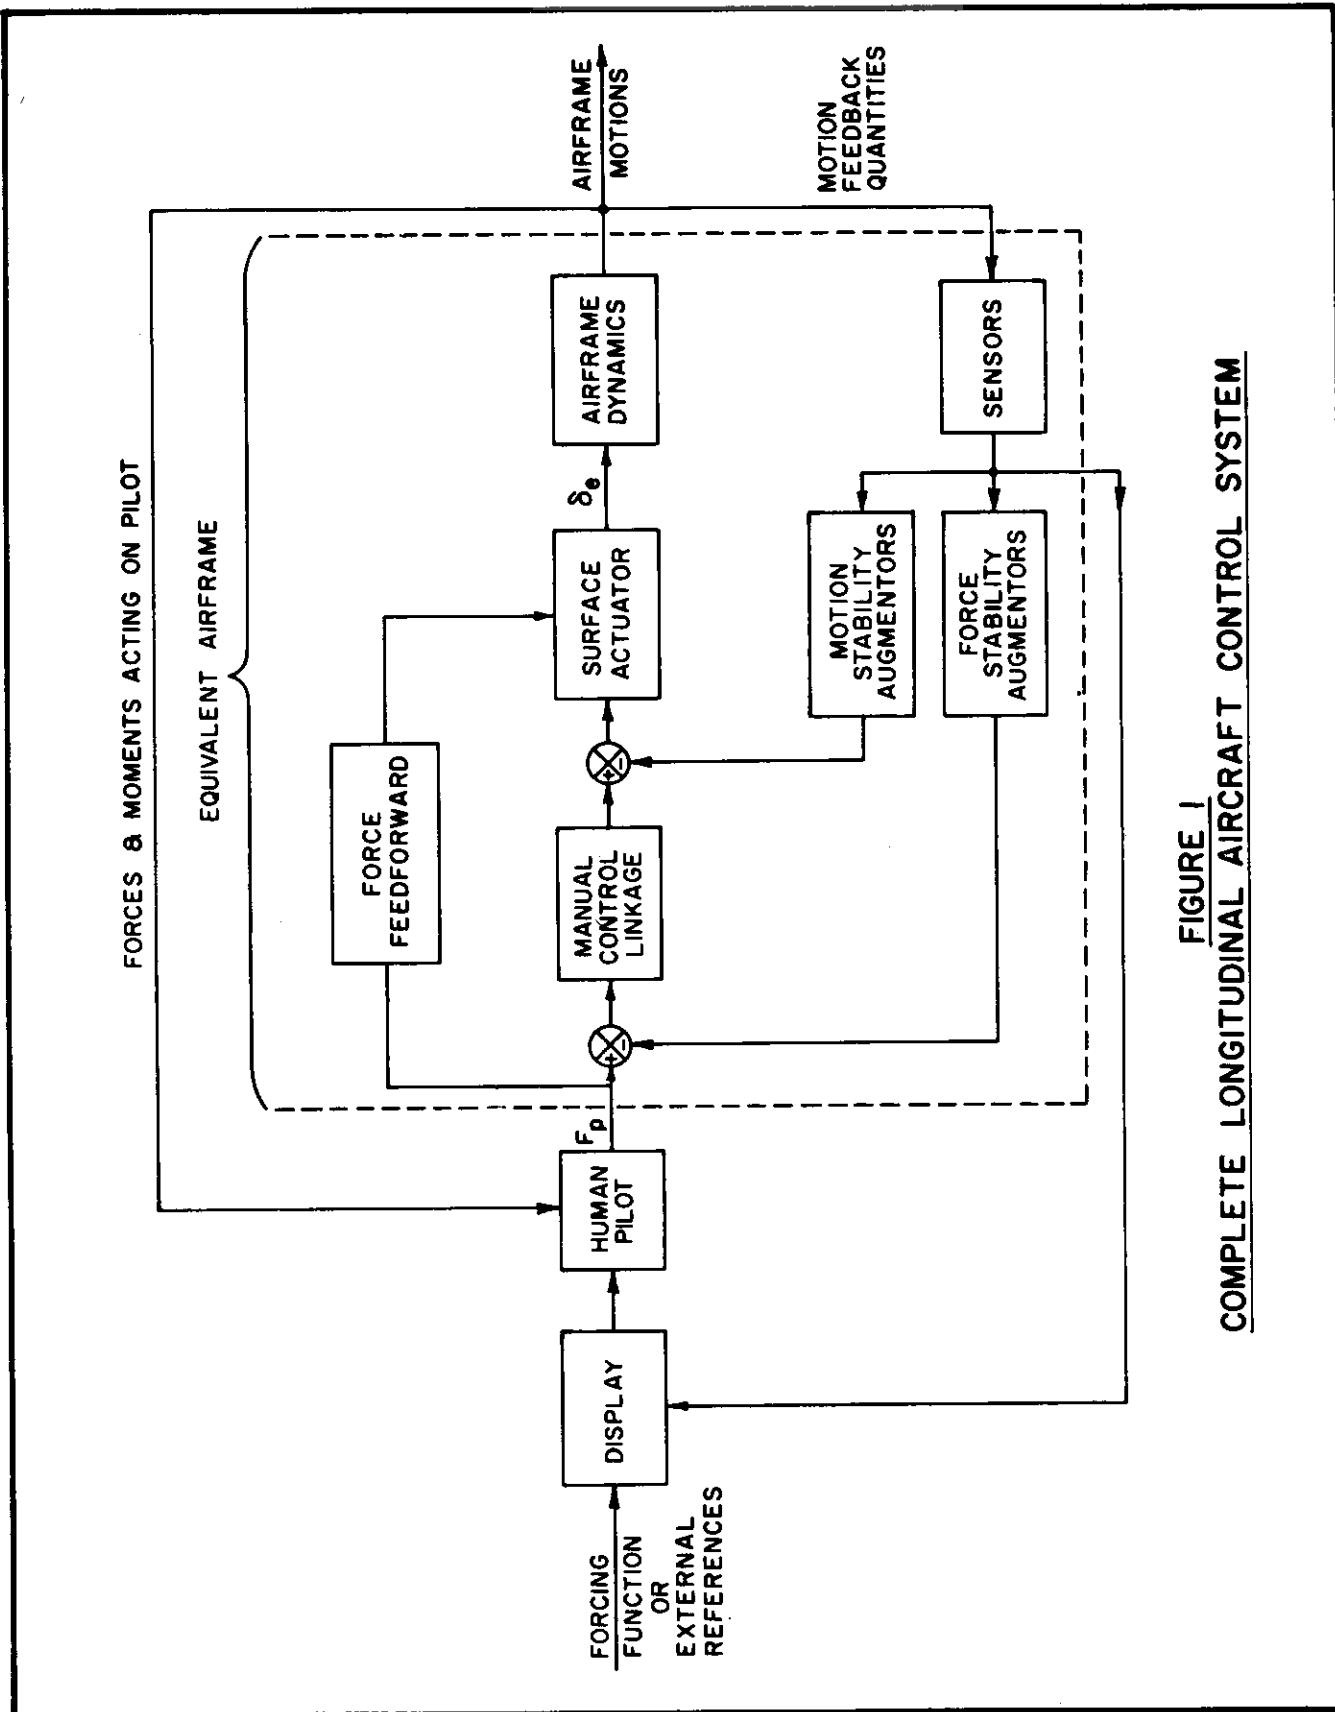 FORCES & MOMENTS ACTING ON PILOT
EQUIVALENT AIRFRAME
FORCE
FEEDFORWARD
FORCING
FUNCTION
OR
EXTERNAL
REFERENCES
DISPLAY
HUMAN
PILOT
Fp
+
-
MANUAL
CONTROL
LINKAGE
+
-
SURFACE
ACTUATOR
δe
AIRFRAME
DYNAMICS
AIRFRAME
MOTIONS
MOTION
STABILITY
AUGMENTORS
FORCE
STABILITY
AUGMENTORS
SENSORS
MOTION
FEEDBACK
QUANTITIES
FIGURE 1
COMPLETE LONGITUDINAL AIRCRAFT CONTROL SYSTEM